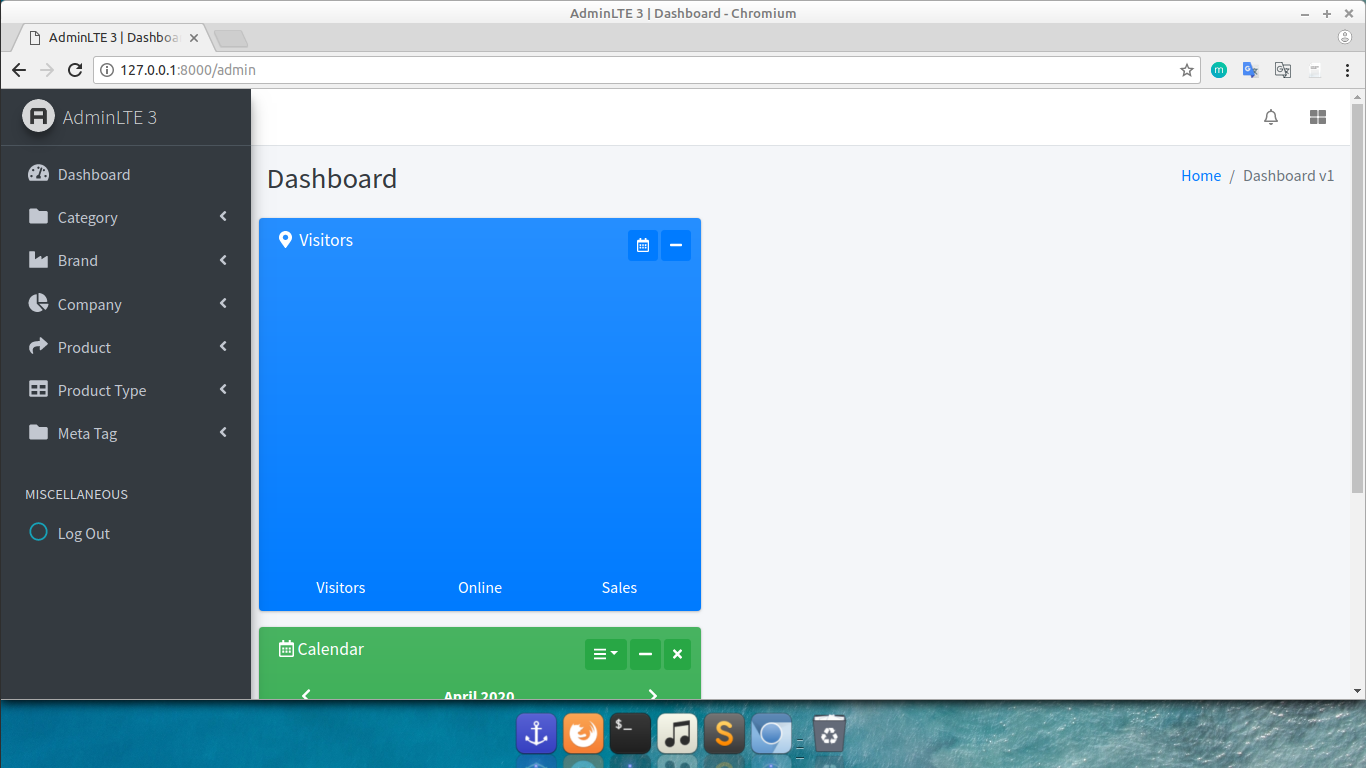 AdminLTE 3 | Dashboard - Chromium
AdminLTE 3 | Dashboa
127.0.0.1:8000/admin
AdminLTE 3
Dashboard
Category
Brand
Company
Product
Product Type
Meta Tag
MISCELLANEOUS
Log Out
Dashboard
Home / Dashboard v1
Visitors
Visitors Online Sales
Calendar
April 2020